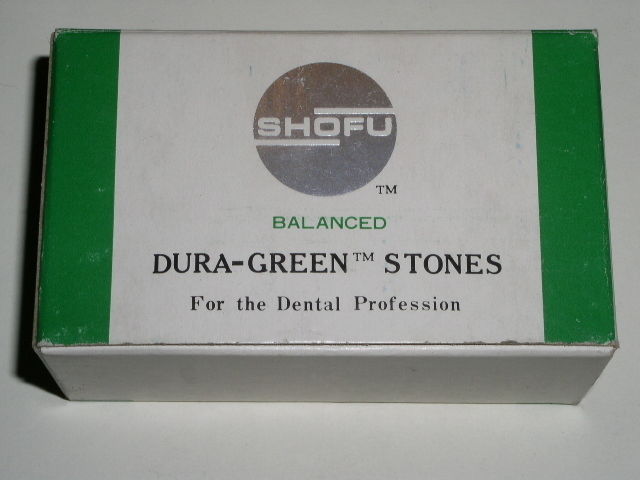 SHOFU
TM
BALANCED
DURA-GREEN™ STONES
For the Dental Profession